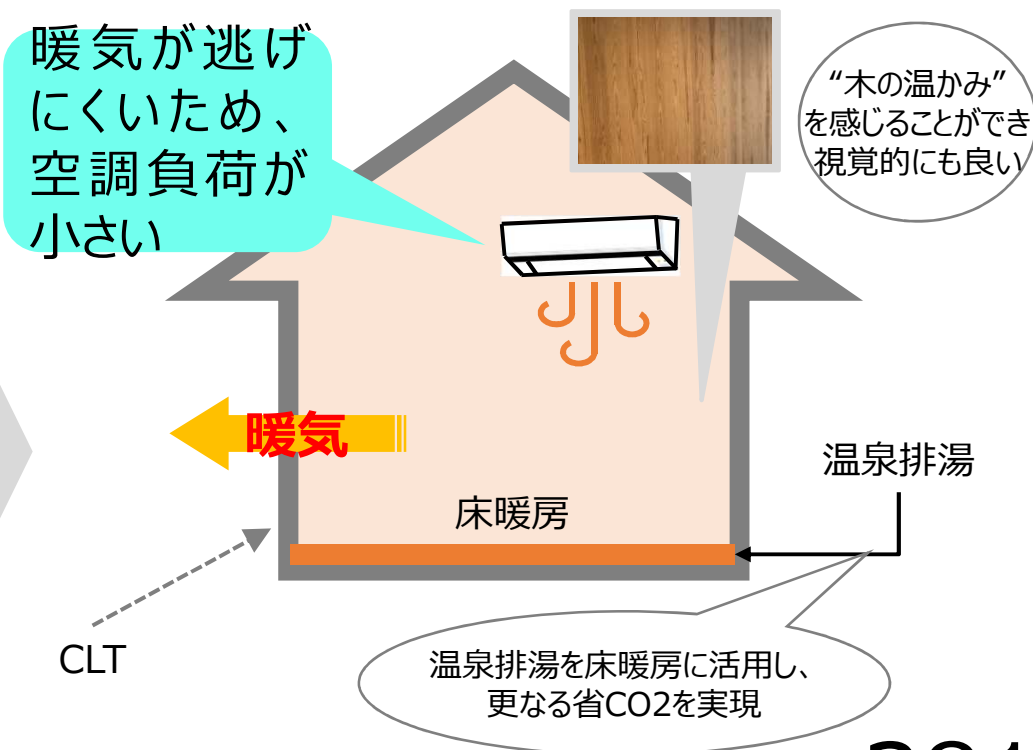 暖気が逃げ
にくいため、
空調負荷が
小さい
“木の温かみ”
を感じることができ
視覚的にも良い
暖気
温泉排湯
床暖房
CLT
温泉排湯を床暖房に活用し、
更なる省CO2を実現